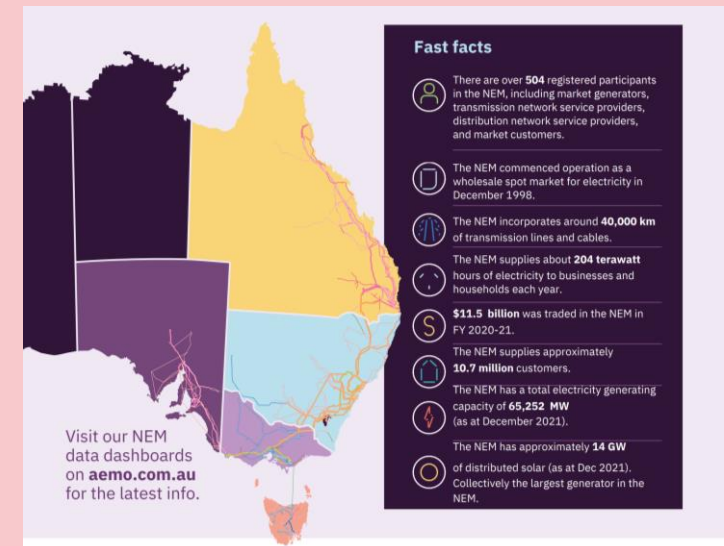 Fast facts
There are over 504 registered participants
in the NEM, including market generators,
transmission network service providers,
distribution network service providers,
and market customers.
The NEM commenced operation as a
wholesale spot market for electricity in
December 1998.
The NEM incorporates around 40,000 km
of transmission lines and cables.
The NEM supplies about 204 terawatt
hours of electricity to businesses and
households each year.
$11.5 billion was traded in the NEM in
FY 2020-21.
The NEM supplies approximately
10.7 million customers.
The NEM has a total electricity generating
capacity of 65,252 MW
(as at December 2021).
The NEM has approximately 14 GW
of distributed solar (as at Dec 2021).
Collectively the largest generator in the
NEM.
Visit our NEM
data dashboards
on aemo.com.au
for the latest info.